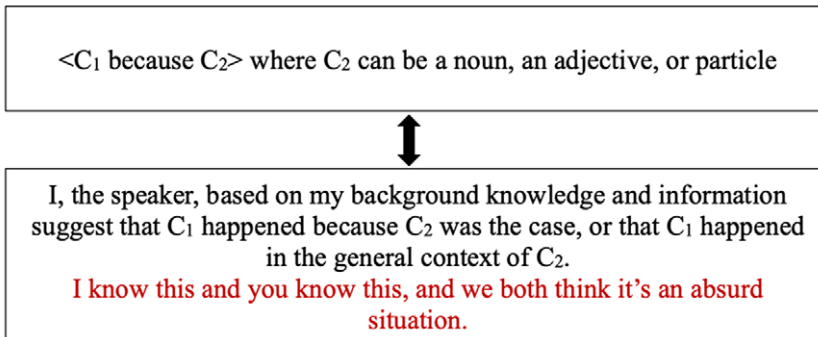 <C₁ because C₂> where C₂ can be a noun, an adjective, or particle
I, the speaker, based on my background knowledge and information
suggest that C₁ happened because C₂ was the case, or that C₁ happened
in the general context of C₂.
I know this and you know this, and we both think it’s an absurd
situation.